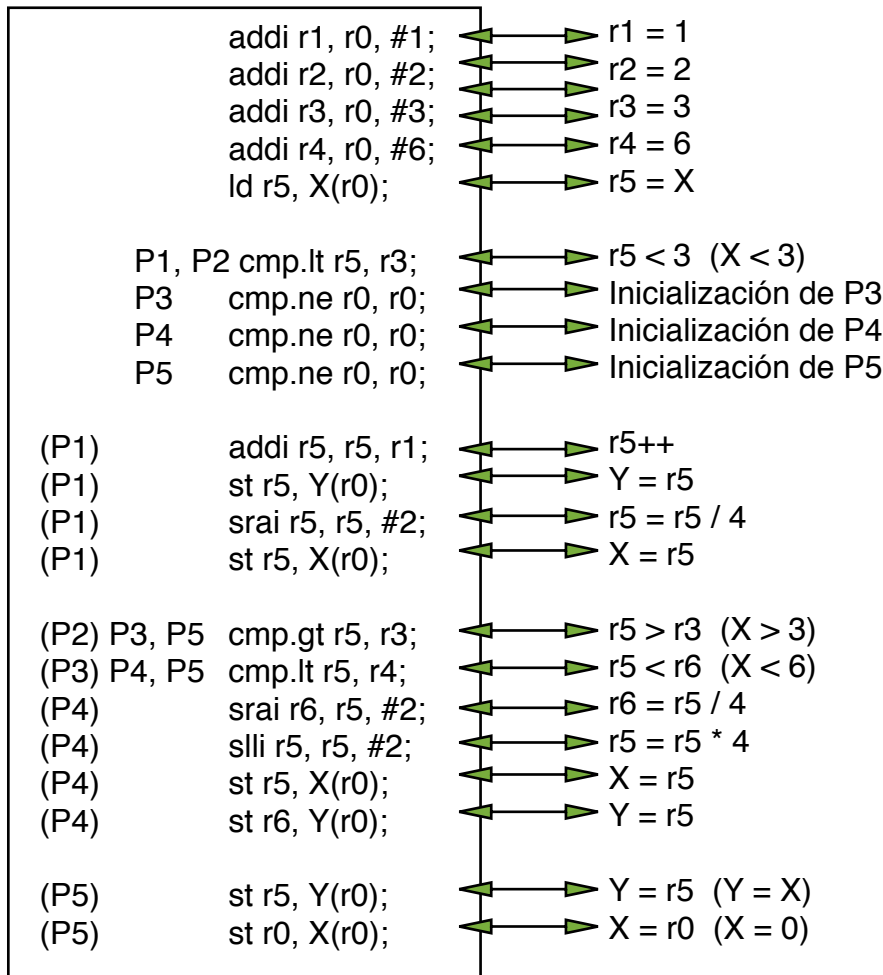 addi r1, r0, #1; r1 = 1
addi r2, r0, #2; r2 = 2
addi r3, r0, #3; r3 = 3
addi r4, r0, #6; r4 = 6
ld r5, X(r0); r5 = X
P1, P2 cmp.lt r5, r3; r5 < 3 (X < 3)
P3 cmp.ne r0, r0; Inicialización de P3
P4 cmp.ne r0, r0; Inicialización de P4
P5 cmp.ne r0, r0; Inicialización de P5
(P1) addi r5, r5, r1; r5++
(P1) st r5, Y(r0); Y = r5
(P1) srai r5, r5, #2; r5 = r5 / 4
(P1) st r5, X(r0); X = r5
(P2) P3, P5 cmp.gt r5, r3; r5 > r3 (X > 3)
(P3) P4, P5 cmp.lt r5, r4; r5 < r6 (X < 6)
(P4) srai r6, r5, #2; r6 = r5 / 4
(P4) slli r5, r5, #2; r5 = r5 * 4
(P4) st r5, X(r0); X = r5
(P4) st r6, Y(r0); Y = r5
(P5) st r5, Y(r0); Y = r5 (Y = X)
(P5) st r0, X(r0); X = r0 (X = 0)